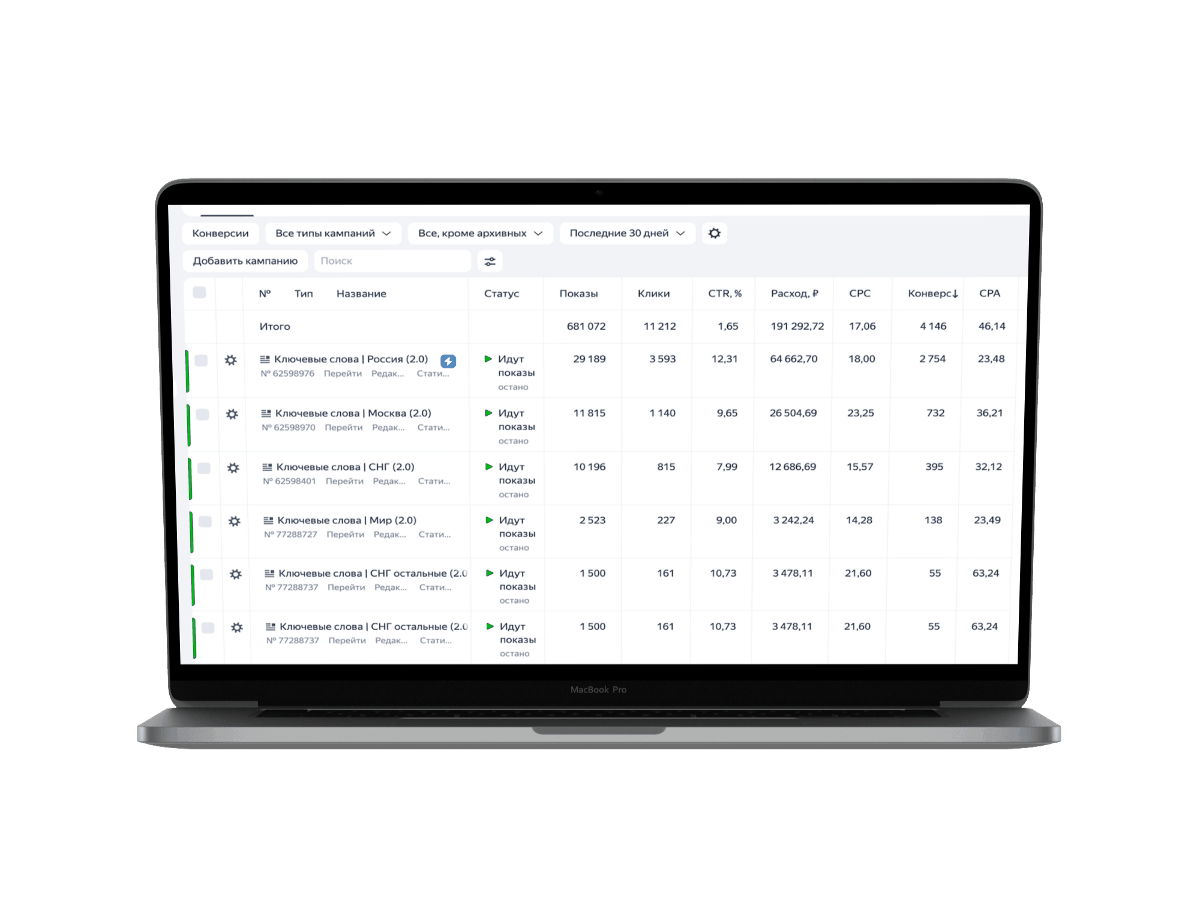 Конверсии Все типы кампаний Все, кроме архивных Последние 30 дней
Добавить кампанию Поиск
№ Тип Название Статус Показы Клики CTR, % Расход, ₽ CPC Конверс↓ CPA
Итого 681 072 11 212 1,65 191 292,72 17,06 4 146 46,14
Ключевые слова | Россия (2.0) Идут 29 189 3 593 12,31 64 662,70 18,00 2 754 23,48
№ 62598976 Перейти Редак... Стати... показы
остано
Ключевые слова | Москва (2.0) Идут 11 815 1 140 9,65 26 504,69 23,25 732 36,21
№ 62598970 Перейти Редак... Стати... показы
остано
Ключевые слова | СНГ (2.0) Идут 10 196 815 7,99 12 686,69 15,57 395 32,12
№ 62598401 Перейти Редак... Стати... показы
остано
Ключевые слова | Мир (2.0) Идут 2 523 227 9,00 3 242,24 14,28 138 23,49
№ 77288727 Перейти Редак... Стати... показы
остано
Ключевые слова | СНГ остальные (2.0 Идут 1 500 161 10,73 3 478,11 21,60 55 63,24
№ 77288737 Перейти Редак... Стати... показы
остано
Ключевые слова | СНГ остальные (2.0 Идут 1 500 161 10,73 3 478,11 21,60 55 63,24
№ 77288737 Перейти Редак... Стати... показы
остано
MacBook Pro